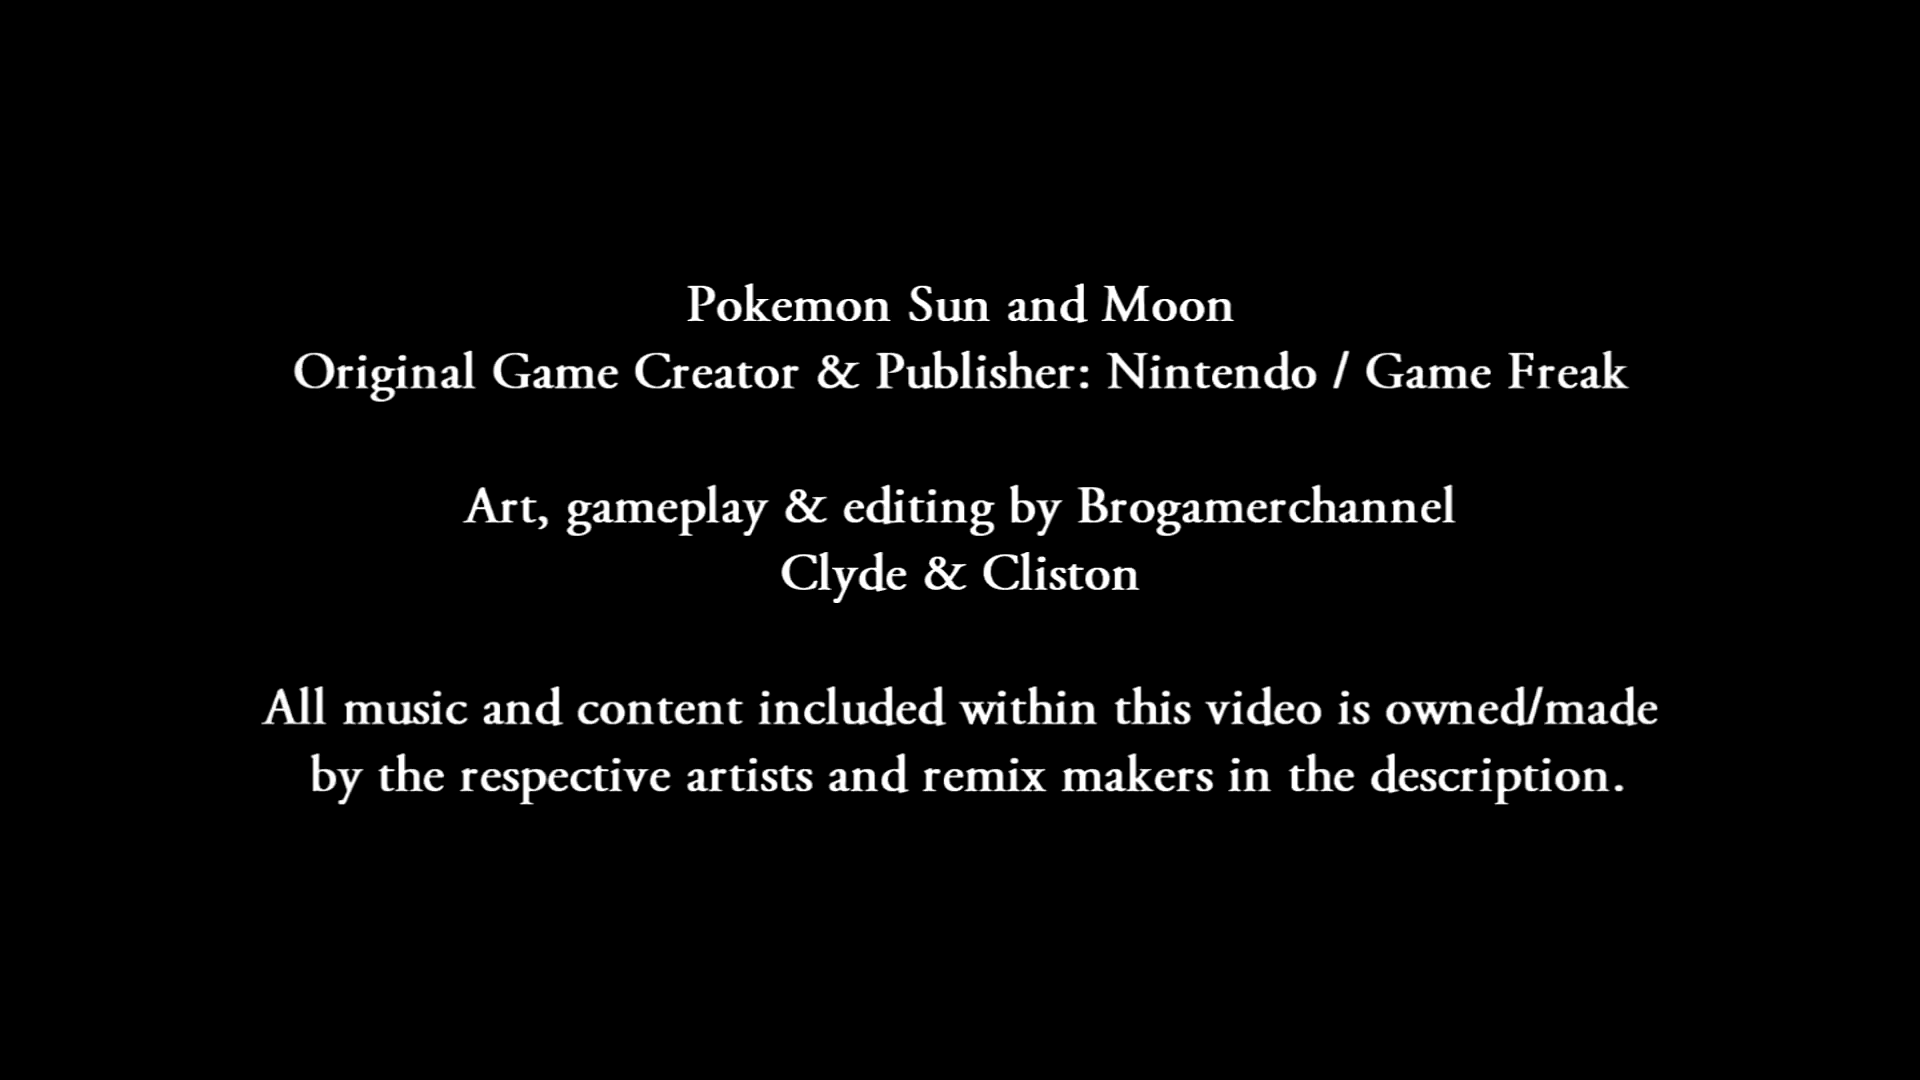 Pokemon Sun and Moon
Original Game Creator & Publisher: Nintendo / Game Freak
Art, gameplay & editing by Brogamerchannel
Clyde & Cliston
All music and content included within this video is owned/made
by the respective artists and remix makers in the description.